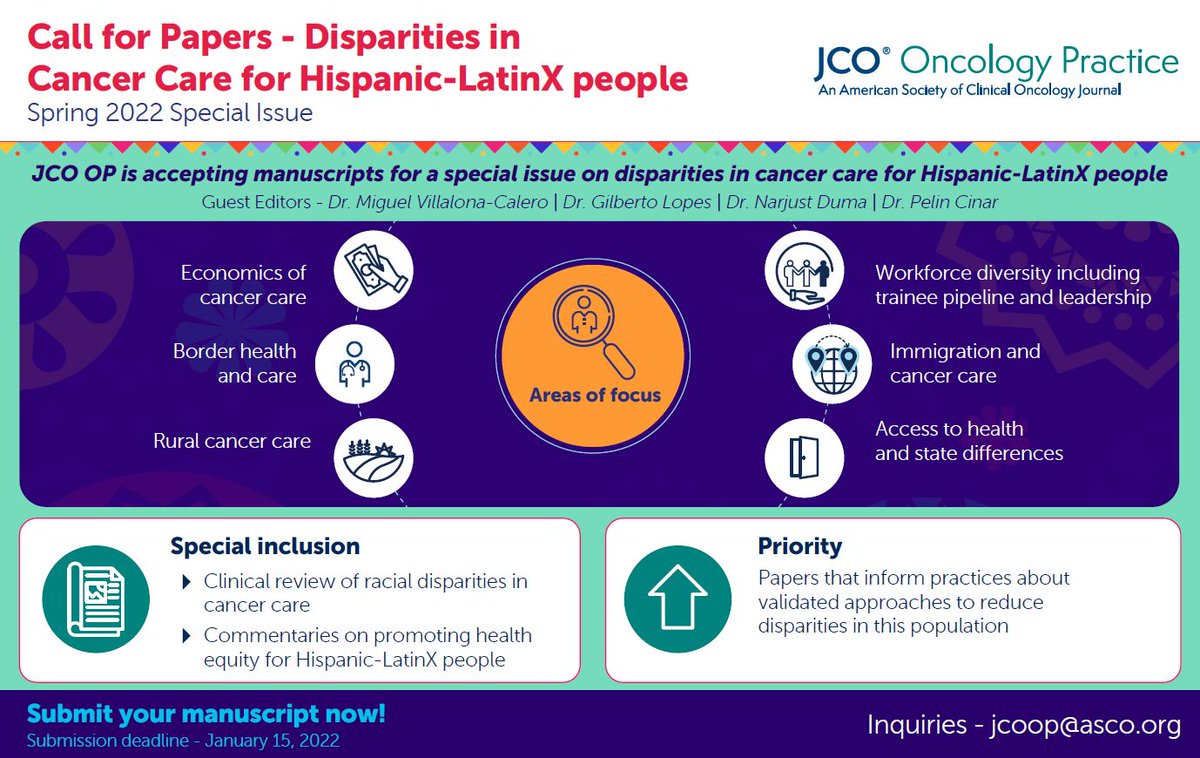 Call for Papers - Disparities in
Cancer Care for Hispanic-LatinX people
Spring 2022 Special Issue
JCO® Oncology Practice
An American Society of Clinical Oncology Journal
JCO OP is accepting manuscripts for a special issue on disparities in cancer care for Hispanic-LatinX people
Guest Editors - Dr. Miguel Villalona-Calero | Dr. Gilberto Lopes | Dr. Narjust Duma | Dr. Pelin Cinar
Economics of
cancer care
Border health
and care
Rural cancer care
Areas of focus
Workforce diversity including
trainee pipeline and leadership
Immigration and
cancer care
Access to health
and state differences
Special inclusion
Clinical review of racial disparities in
cancer care
Commentaries on promoting health
equity for Hispanic-LatinX people
Priority
Papers that inform practices about
validated approaches to reduce
disparities in this population
Submit your manuscript now!
Submission deadline - January 15, 2022
Inquiries - jcoop@asco.org